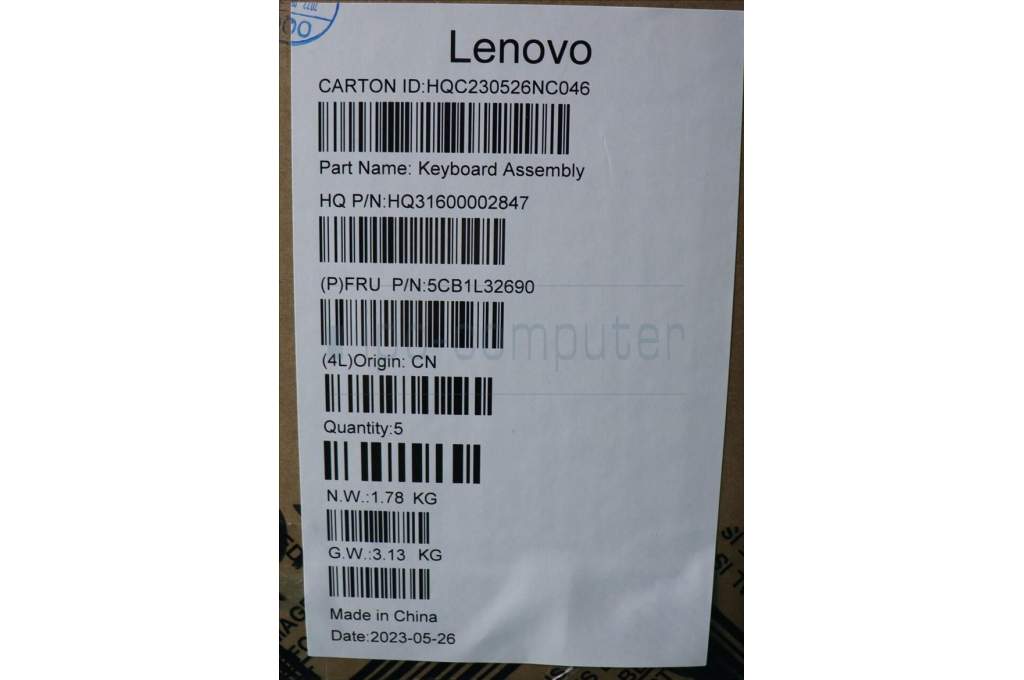 Lenovo
CARTON ID:HQC230526NC046
Part Name: Keyboard Assembly
HQ P/N:HQ31600002847
(P)FRU P/N:5CB1L32690
computer
(4L)Origin: CN
Quantity:5
N.W.:1.78 KG
G.W.:3.13 KG
Made in China
Date:2023-05-26